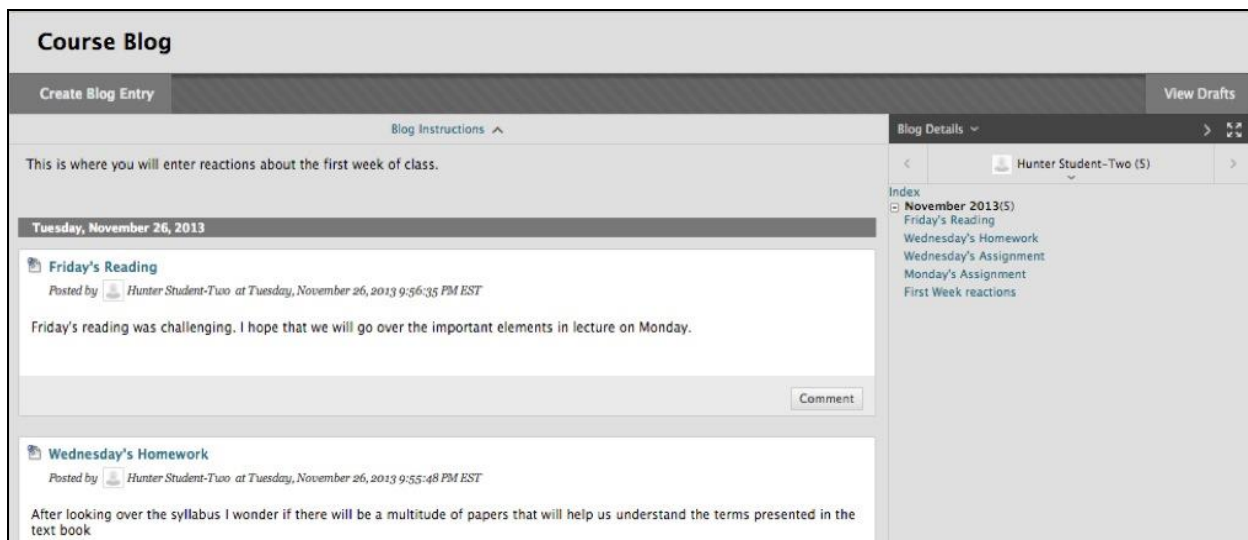 Course Blog
Create Blog Entry
View Drafts
Blog Instructions
This is where you will enter reactions about the first week of class.
Tuesday, November 26, 2013
Friday's Reading
Posted by Hunter Student-Two at Tuesday, November 26, 2013 9:56:35 PM EST
Friday's reading was challenging. I hope that we will go over the important elements in lecture on Monday.
Comment
Wednesday's Homework
Posted by Hunter Student-Two at Tuesday, November 26, 2013 9:55:48 PM EST
After looking over the syllabus I wonder if there will be a multitude of papers that will help us understand the terms presented in the
text book
Blog Details
Hunter Student-Two (5)
Index
November 2013(5)
Friday's Reading
Wednesday's Homework
Wednesday's Assignment
Monday's Assignment
First Week reactions